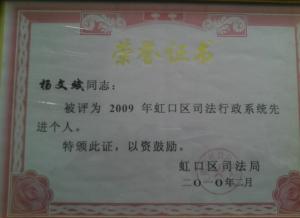 荣誉证书
杨文斌同志：
被评为 2009 年虹口区司法行政系统先
进个人。
特颁此证，以资鼓励。
虹口区司法局
二〇一〇年二月